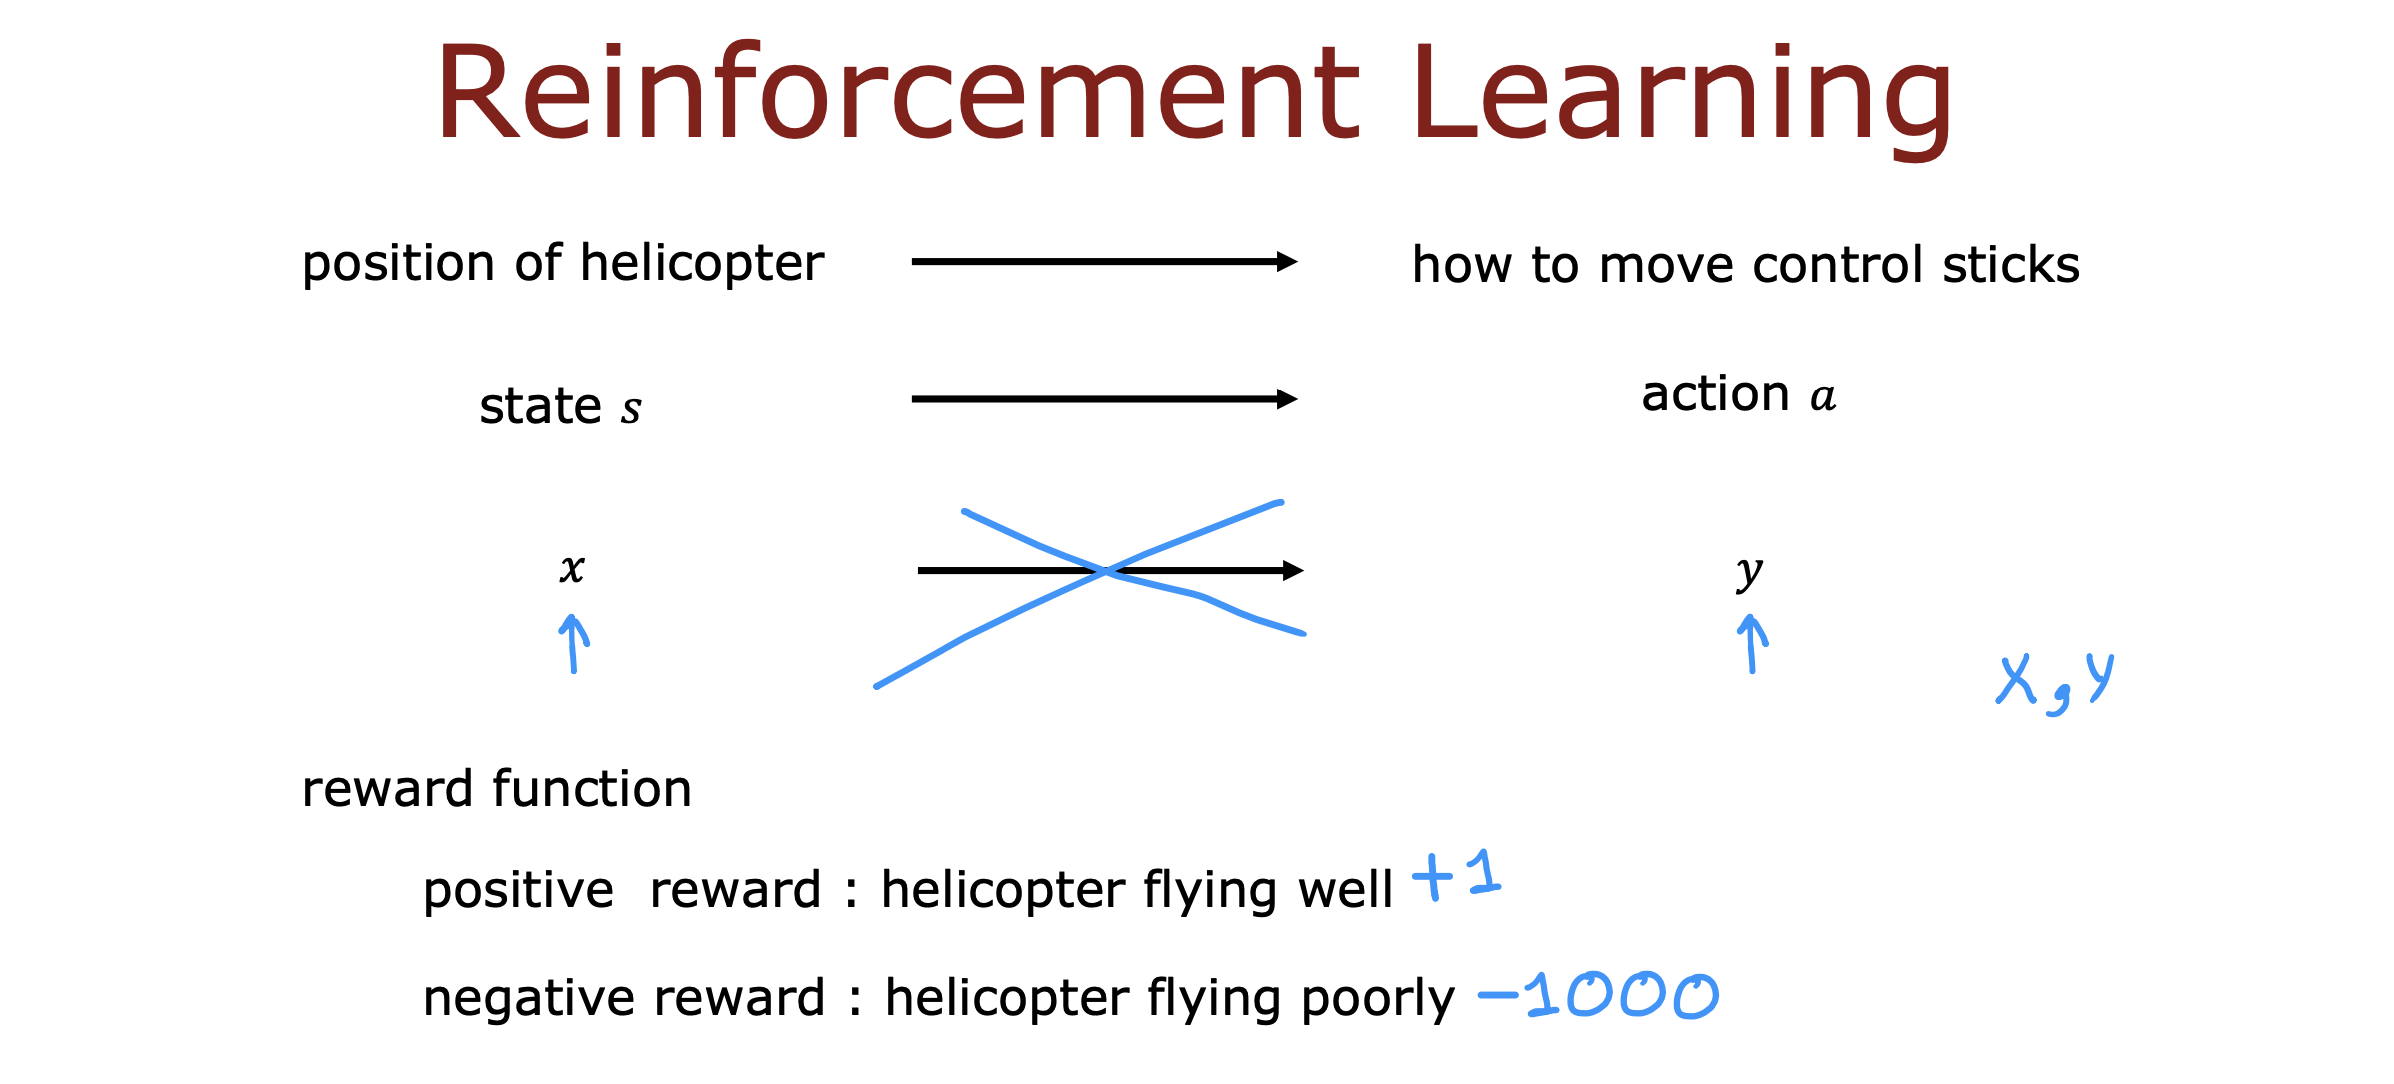 Reinforcement Learning
position of helicopter → how to move control sticks
state s → action a
x → y
X, y
reward function
positive reward : helicopter flying well +1
negative reward : helicopter flying poorly -1000